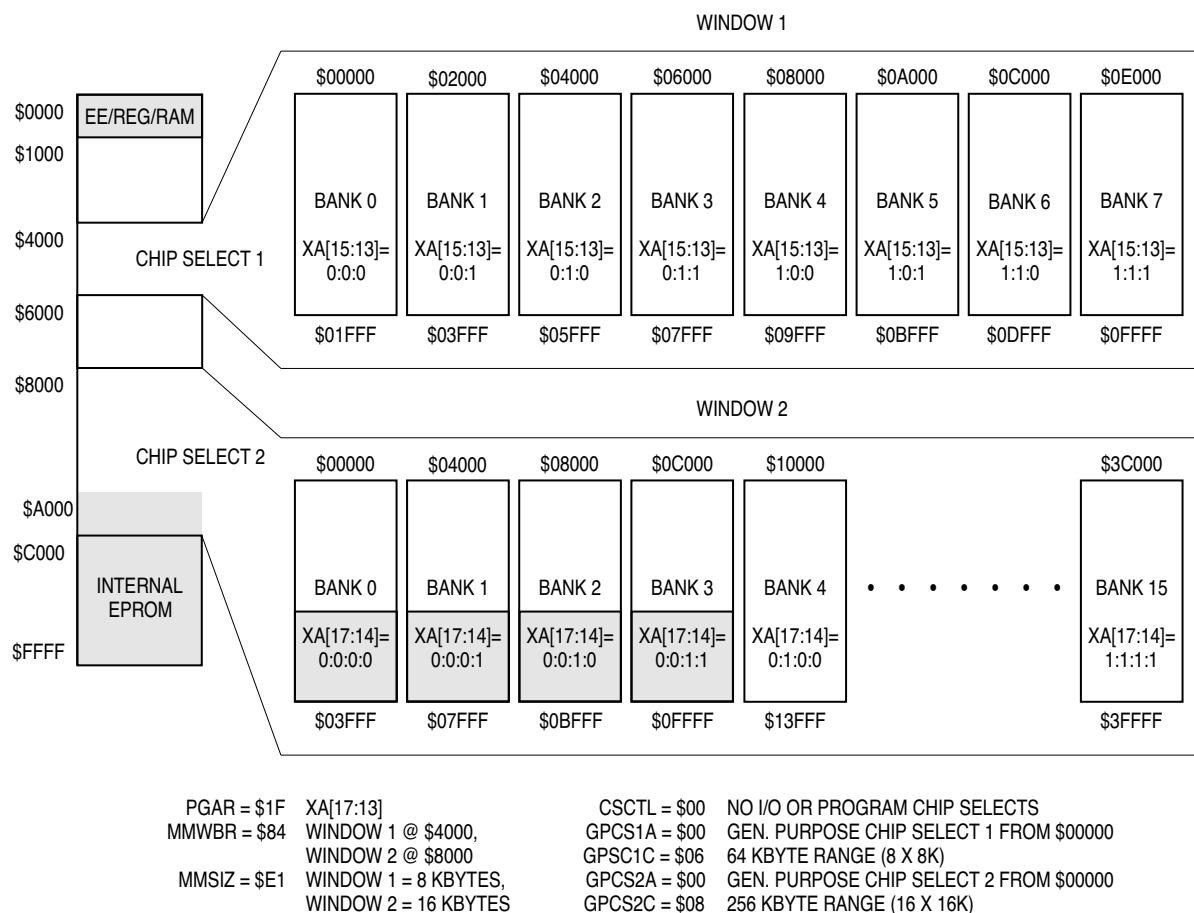 WINDOW 1
$00000 $02000 $04000 $06000 $08000 $0A000 $0C000 $0E000
$0000 EE/REG/RAM
$1000
BANK 0 BANK 1 BANK 2 BANK 3 BANK 4 BANK 5 BANK 6 BANK 7
$4000
CHIP SELECT 1
XA[15:13]= XA[15:13]= XA[15:13]= XA[15:13]= XA[15:13]= XA[15:13]= XA[15:13]= XA[15:13]=
0:0:0 0:0:1 0:1:0 0:1:1 1:0:0 1:0:1 1:1:0 1:1:1
$6000
$01FFF $03FFF $05FFF $07FFF $09FFF $0BFFF $0DFFF $0FFFF
$8000
WINDOW 2
CHIP SELECT 2
$00000 $04000 $08000 $0C000 $10000 $3C000
$A000
$C000
INTERNAL
EPROM
BANK 0 BANK 1 BANK 2 BANK 3 BANK 4 • • • • • • • BANK 15
XA[17:14]= XA[17:14]= XA[17:14]= XA[17:14]= XA[17:14]= XA[17:14]=
0:0:0:0 0:0:0:1 0:0:1:0 0:0:1:1 0:1:0:0 1:1:1:1
$FFFF
$03FFF $07FFF $0BFFF $0FFFF $13FFF $3FFFF
PGAR = $1F XA[17:13]
MMWBR = $84 WINDOW 1 @ $4000,
WINDOW 2 @ $8000
MMSIZ = $E1 WINDOW 1 = 8 KBYTES,
WINDOW 2 = 16 KBYTES
CSCTL = $00 NO I/O OR PROGRAM CHIP SELECTS
GPCS1A = $00 GEN. PURPOSE CHIP SELECT 1 FROM $00000
GPSC1C = $06 64 KBYTE RANGE (8 X 8K)
GPCS2A = $00 GEN. PURPOSE CHIP SELECT 2 FROM $00000
GPCS2C = $08 256 KBYTE RANGE (16 X 16K)